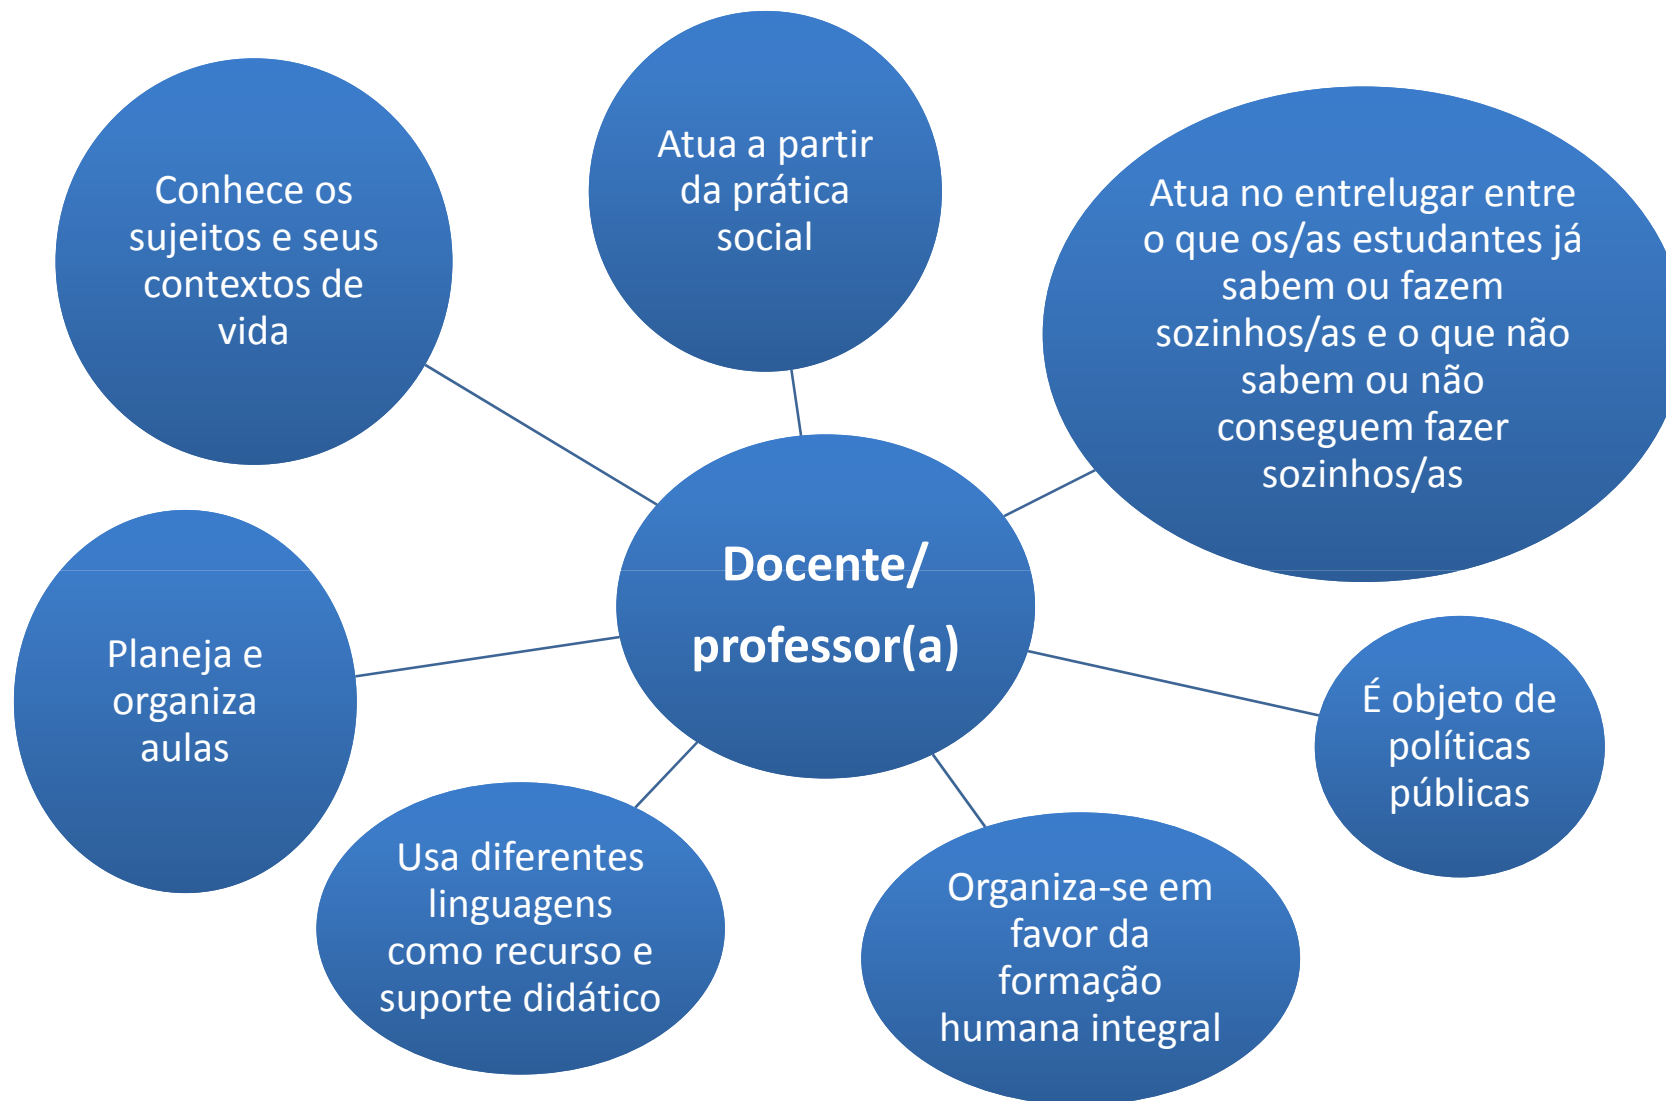 Atua a partir
da prática
social
Conhece os
sujeitos e seus
contextos de
vida
Atua no entrelugar entre
o que os/as estudantes já
sabem ou fazem
sozinhos/as e o que não
sabem ou não
conseguem fazer
sozinhos/as
Docente/
professor(a)
Planeja e
organiza
aulas
É objeto de
políticas
públicas
Usa diferentes
linguagens
como recurso e
suporte didático
Organiza-se em
favor da
formação
humana integral